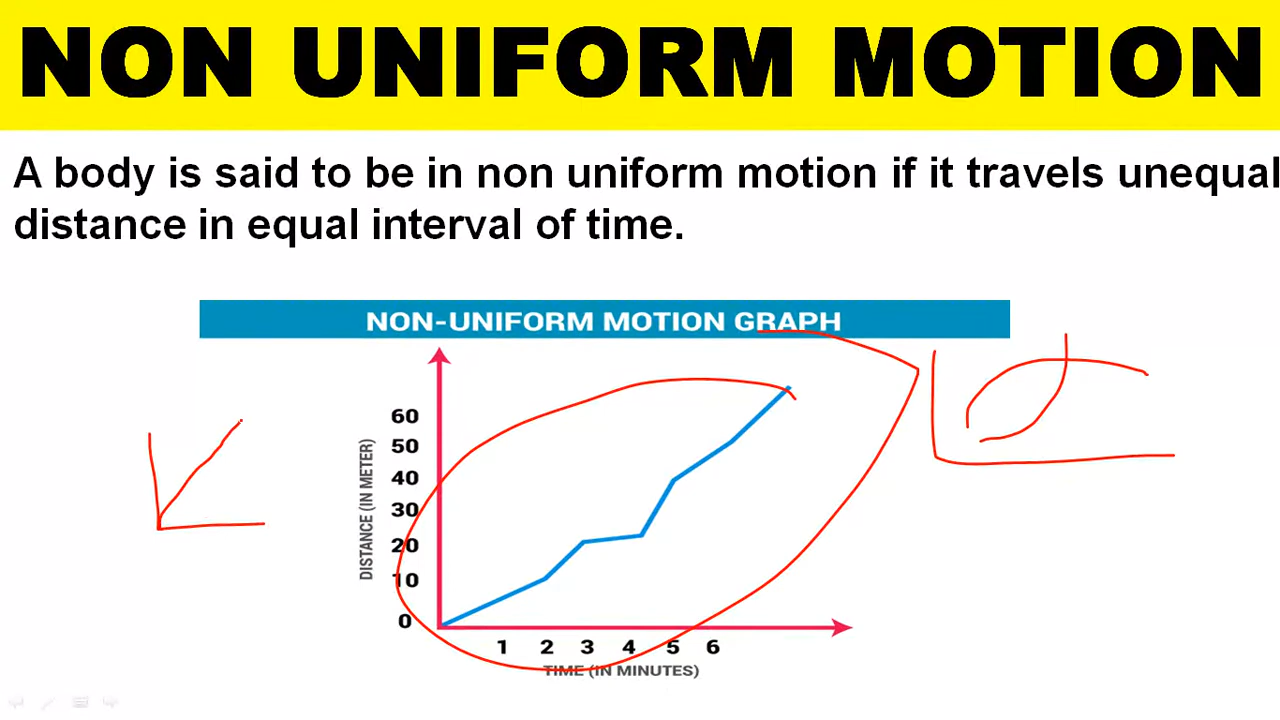 NON UNIFORM MOTION
A body is said to be in non uniform motion if it travels unequal
distance in equal interval of time.
NON-UNIFORM MOTION GRAPH
60
50
40
30
20
10
0
DISTANCE (IN METER)
1 2 3 4 5 6
TIME (IN MINUTES)